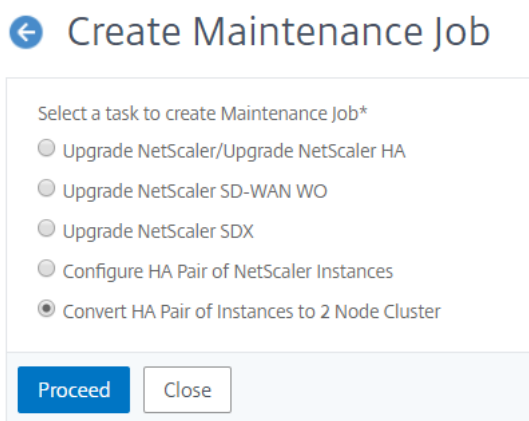 Create Maintenance Job
Select a task to create Maintenance Job*
Upgrade NetScaler/Upgrade NetScaler HA
Upgrade NetScaler SD-WAN WO
Upgrade NetScaler SDX
Configure HA Pair of NetScaler Instances
Convert HA Pair of Instances to 2 Node Cluster
Proceed Close